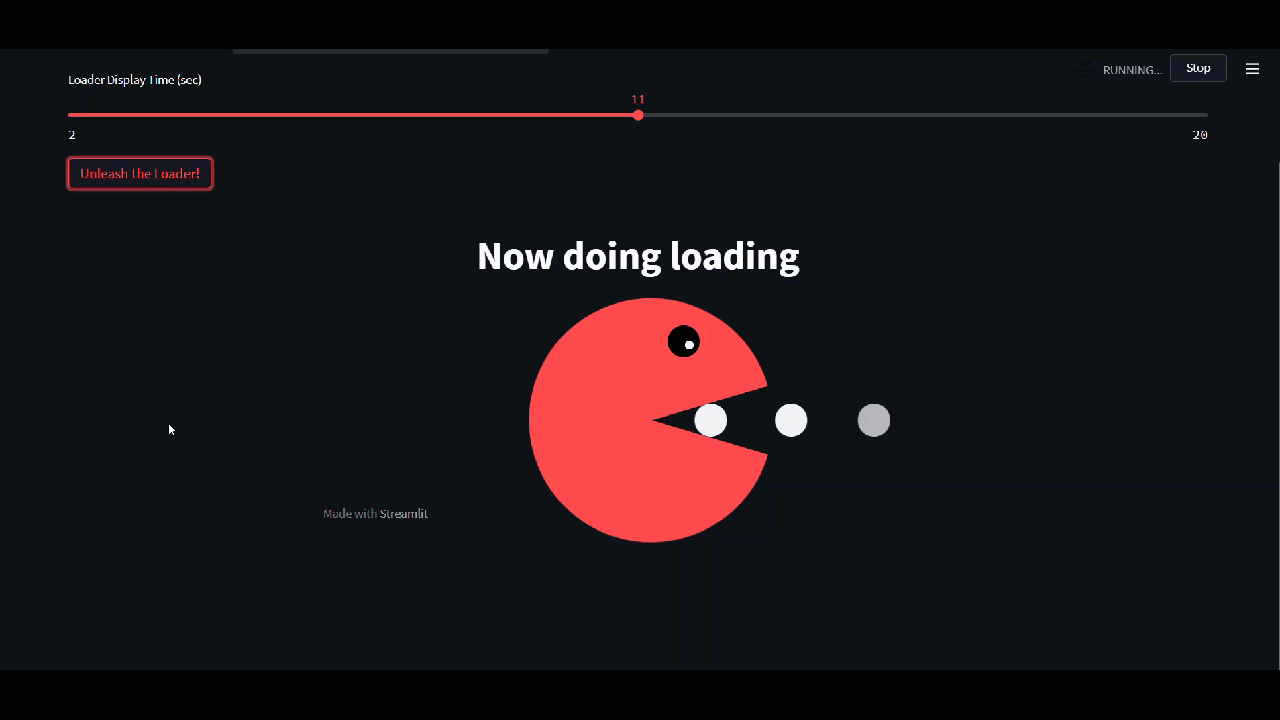 Loader Display Time (sec)
RUNNING...
Stop
11
2
20
Unleash the Loader!
Now doing loading
Made with Streamlit